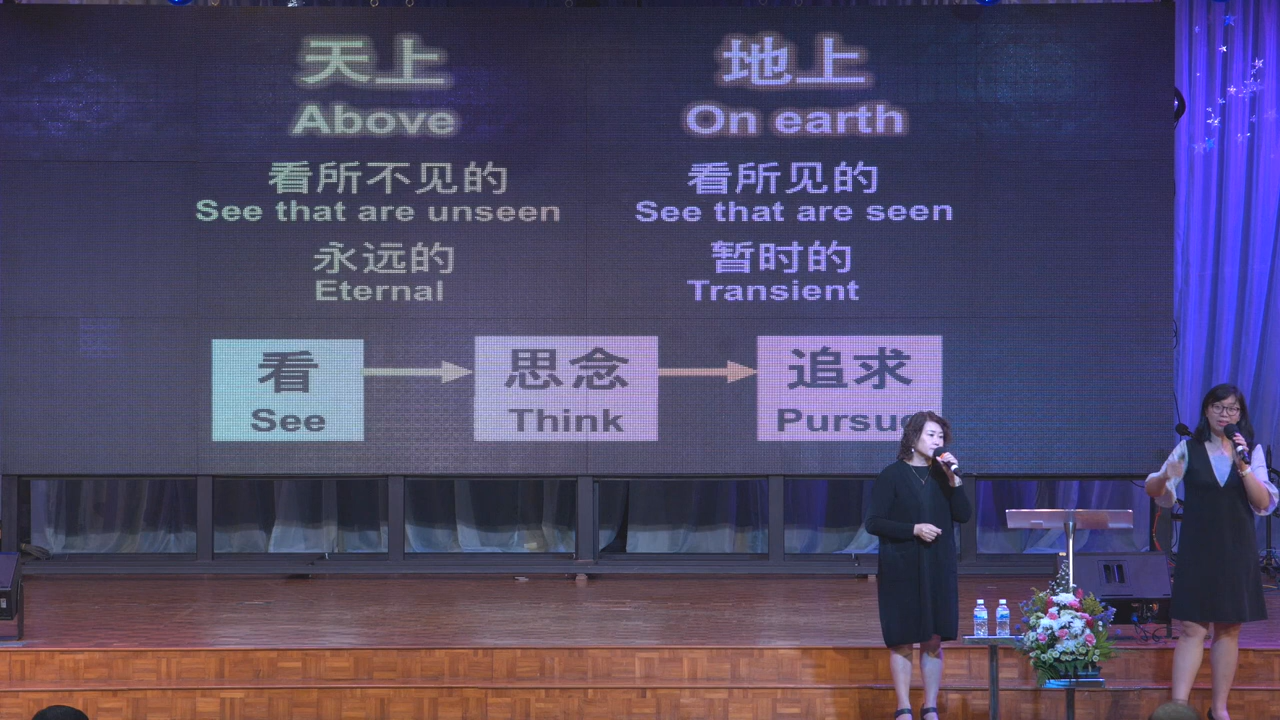 天上
Above
看所不见的
See that are unseen
永远的
Eternal
地上
On earth
看所见的
See that are seen
暂时的
Transient
看
See
思念
Think
追求
Pursue